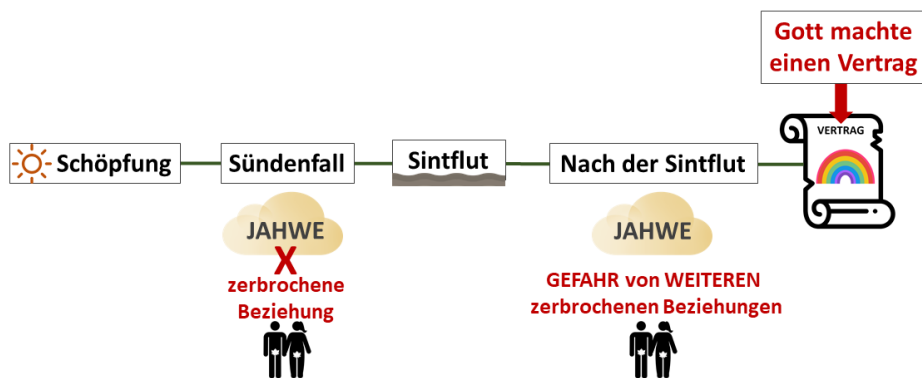 Gott machte
einen Vertrag
VERTRAG
Schöpfung
Sündenfall
Sintflut
Nach der Sintflut
JAHWE
X
zerbrochene
Beziehung
JAHWE
GEFAHR von WEITEREN
zerbrochenen Beziehungen